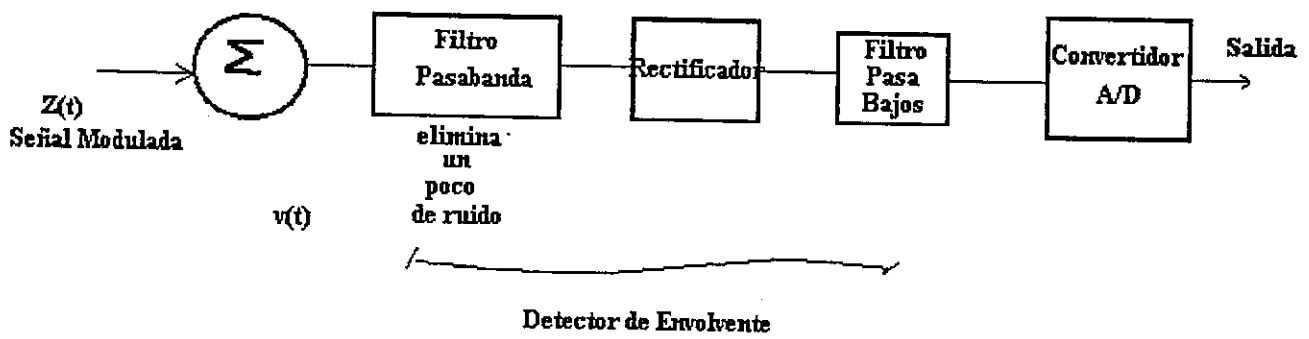 Σ
Filtro
Pasabanda
Rectificador
Filtro
Pasa
Bajos
Convertidor
A/D
Salida
Z(t)
Señal Modulada
elimina
un
poco
de ruido
v(t)
Detector de Envolvente